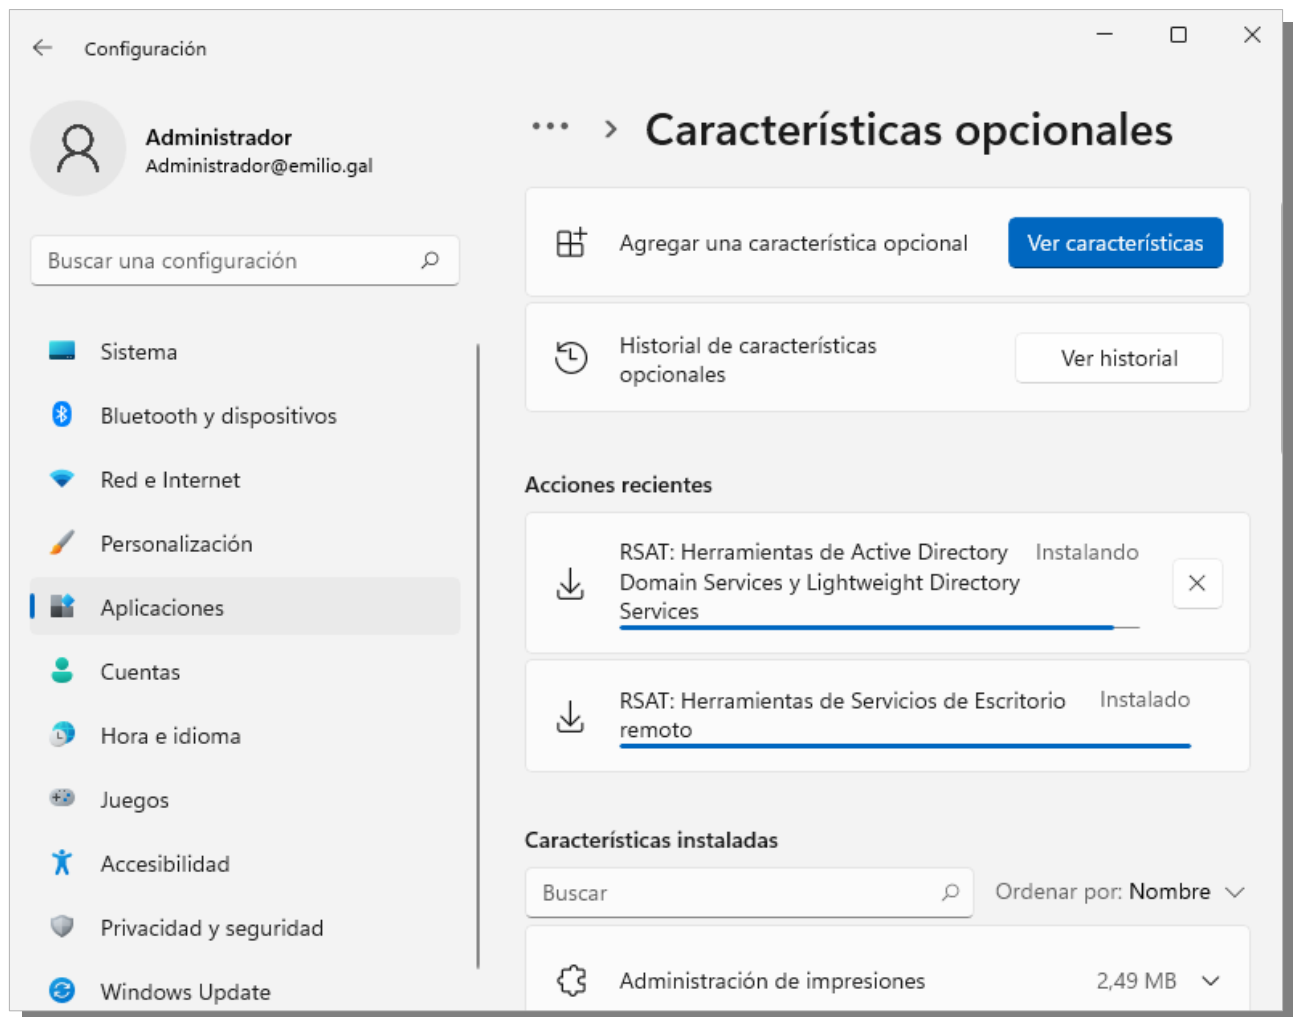 Configuración
Administrador
Administrador@emilio.gal
Buscar una configuración
Sistema
Bluetooth y dispositivos
Red e Internet
Personalización
Aplicaciones
Cuentas
Hora e idioma
Juegos
Accesibilidad
Privacidad y seguridad
Windows Update
··· > Características opcionales
Agregar una característica opcional
Ver características
Historial de características
opcionales
Ver historial
Acciones recientes
RSAT: Herramientas de Active Directory
Domain Services y Lightweight Directory
Services
Instalando
RSAT: Herramientas de Servicios de Escritorio
remoto
Instalado
Características instaladas
Buscar
Ordenar por: Nombre
Administración de impresiones
2,49 MB